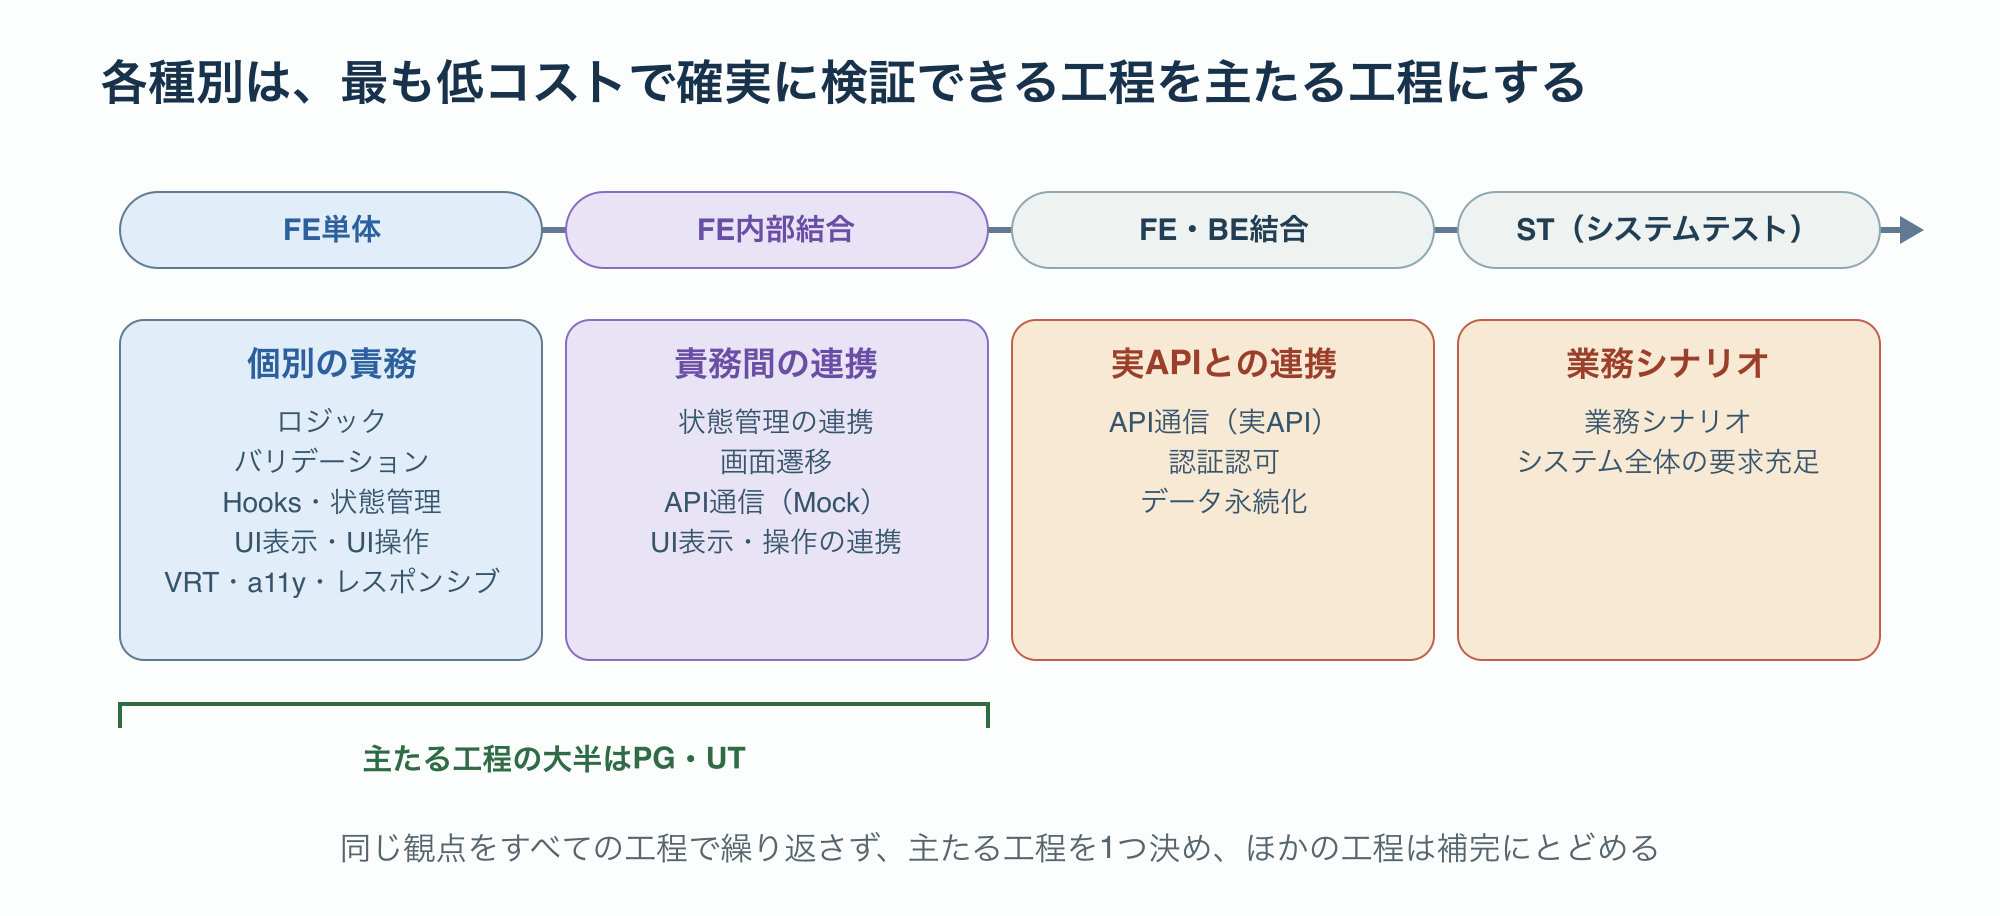 各種別は、最も低コストで確実に検証できる工程を主たる工程にする
FE単体
FE内部結合
FE・BE結合
ST（システムテスト）
個別の責務
ロジック
バリデーション
Hooks・状態管理
UI表示・UI操作
VRT・a11y・レスポンシブ
責務間の連携
状態管理の連携
画面遷移
API通信（Mock）
UI表示・操作の連携
実APIとの連携
API通信（実API）
認証認可
データ永続化
業務シナリオ
業務シナリオ
システム全体の要求充足
主たる工程の大半はPG・UT
同じ観点をすべての工程で繰り返さず、主たる工程を1つ決め、ほかの工程は補完にとどめる